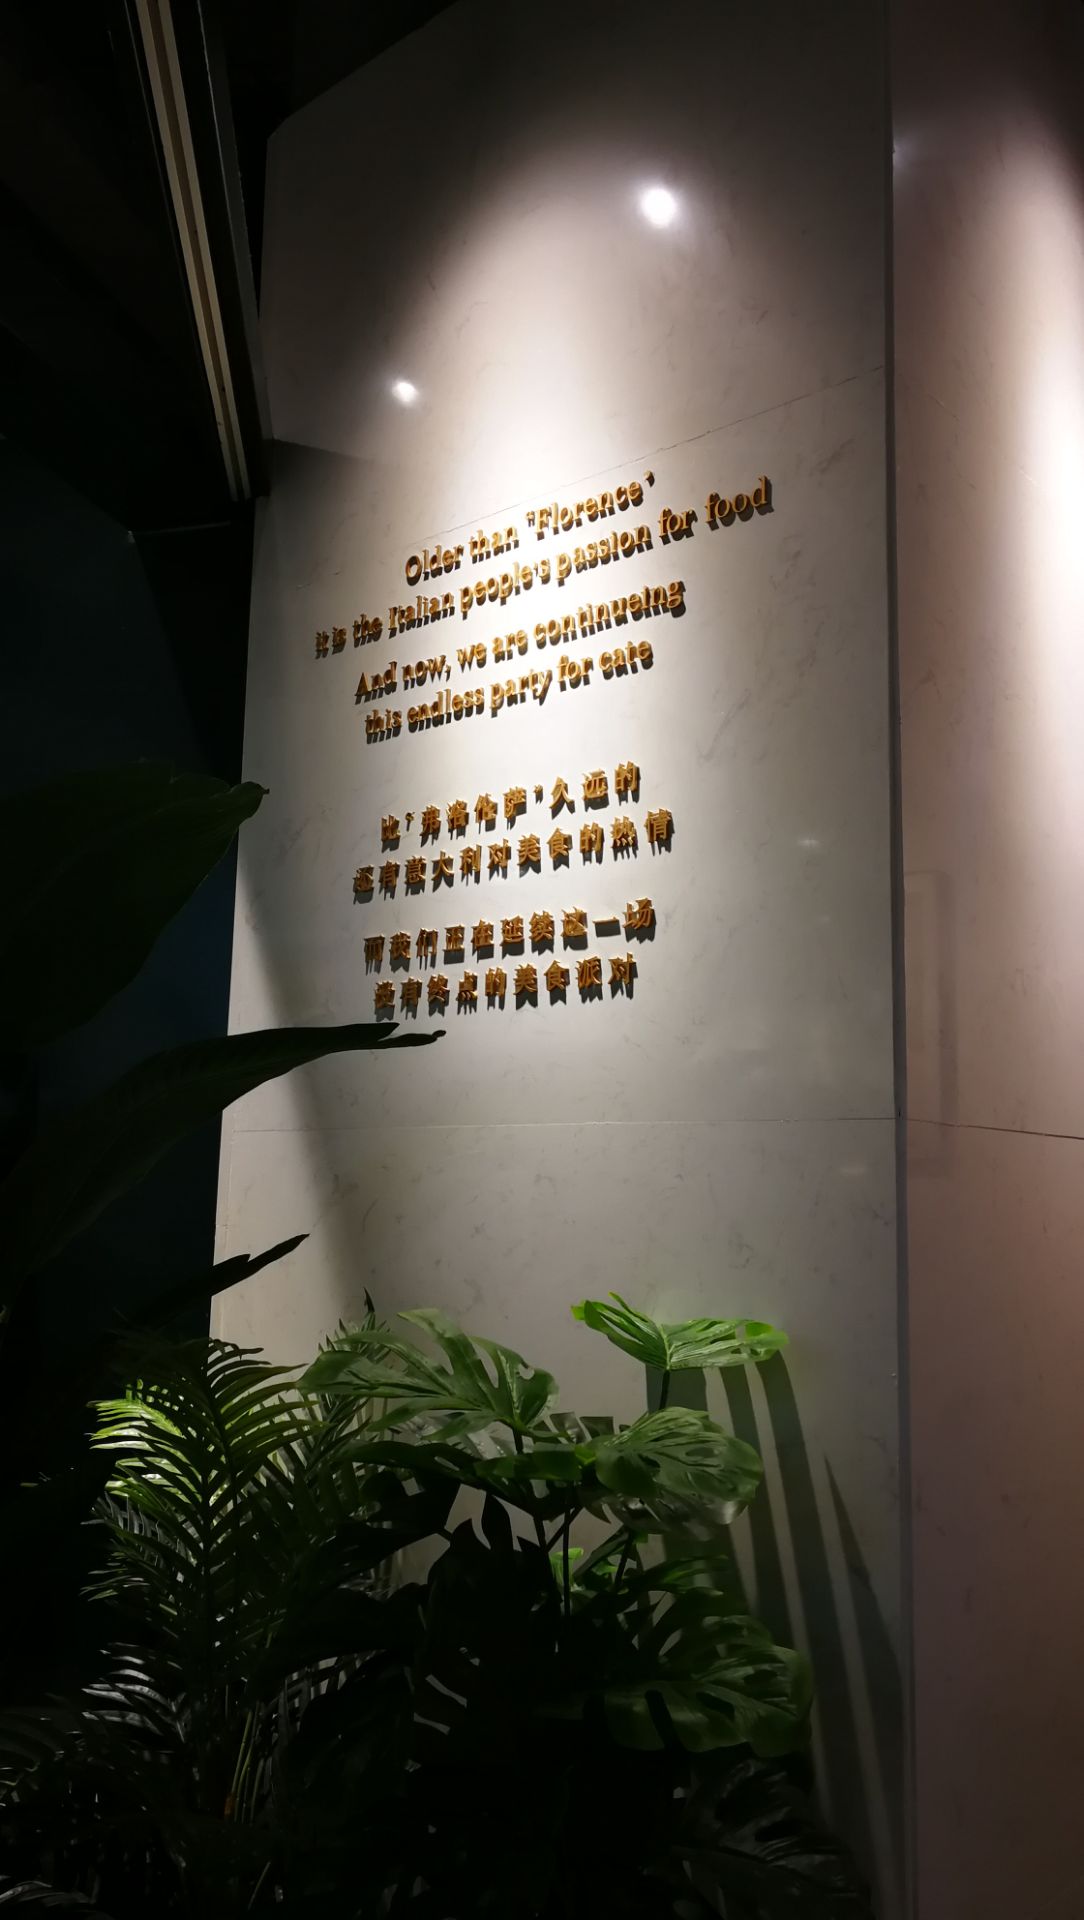 Older than "Florence"
it is the Italian people's passion for food
And now, we are continueing
this endless party for cate
比“弗洛伦萨”久远的
还有意大利对美食的热情
而我们正在延续这一场
没有终点的美食派对